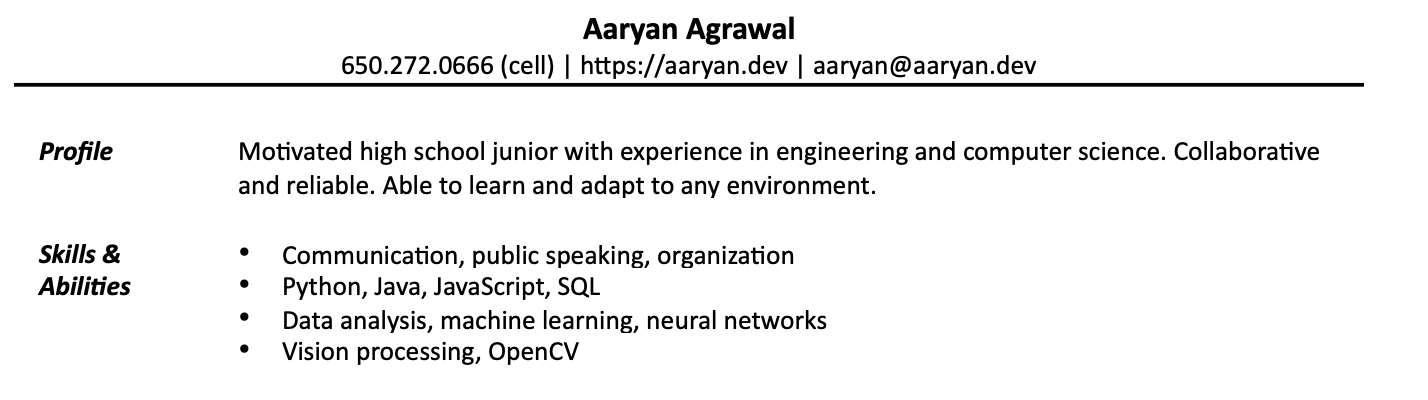 Aaryan Agrawal
650.272.0666 (cell) | https://aaryan.dev | aaryan@aaryan.dev
Profile
Motivated high school junior with experience in engineering and computer science. Collaborative
and reliable. Able to learn and adapt to any environment.
Skills &
Abilities
• Communication, public speaking, organization
• Python, Java, JavaScript, SQL
• Data analysis, machine learning, neural networks
• Vision processing, OpenCV